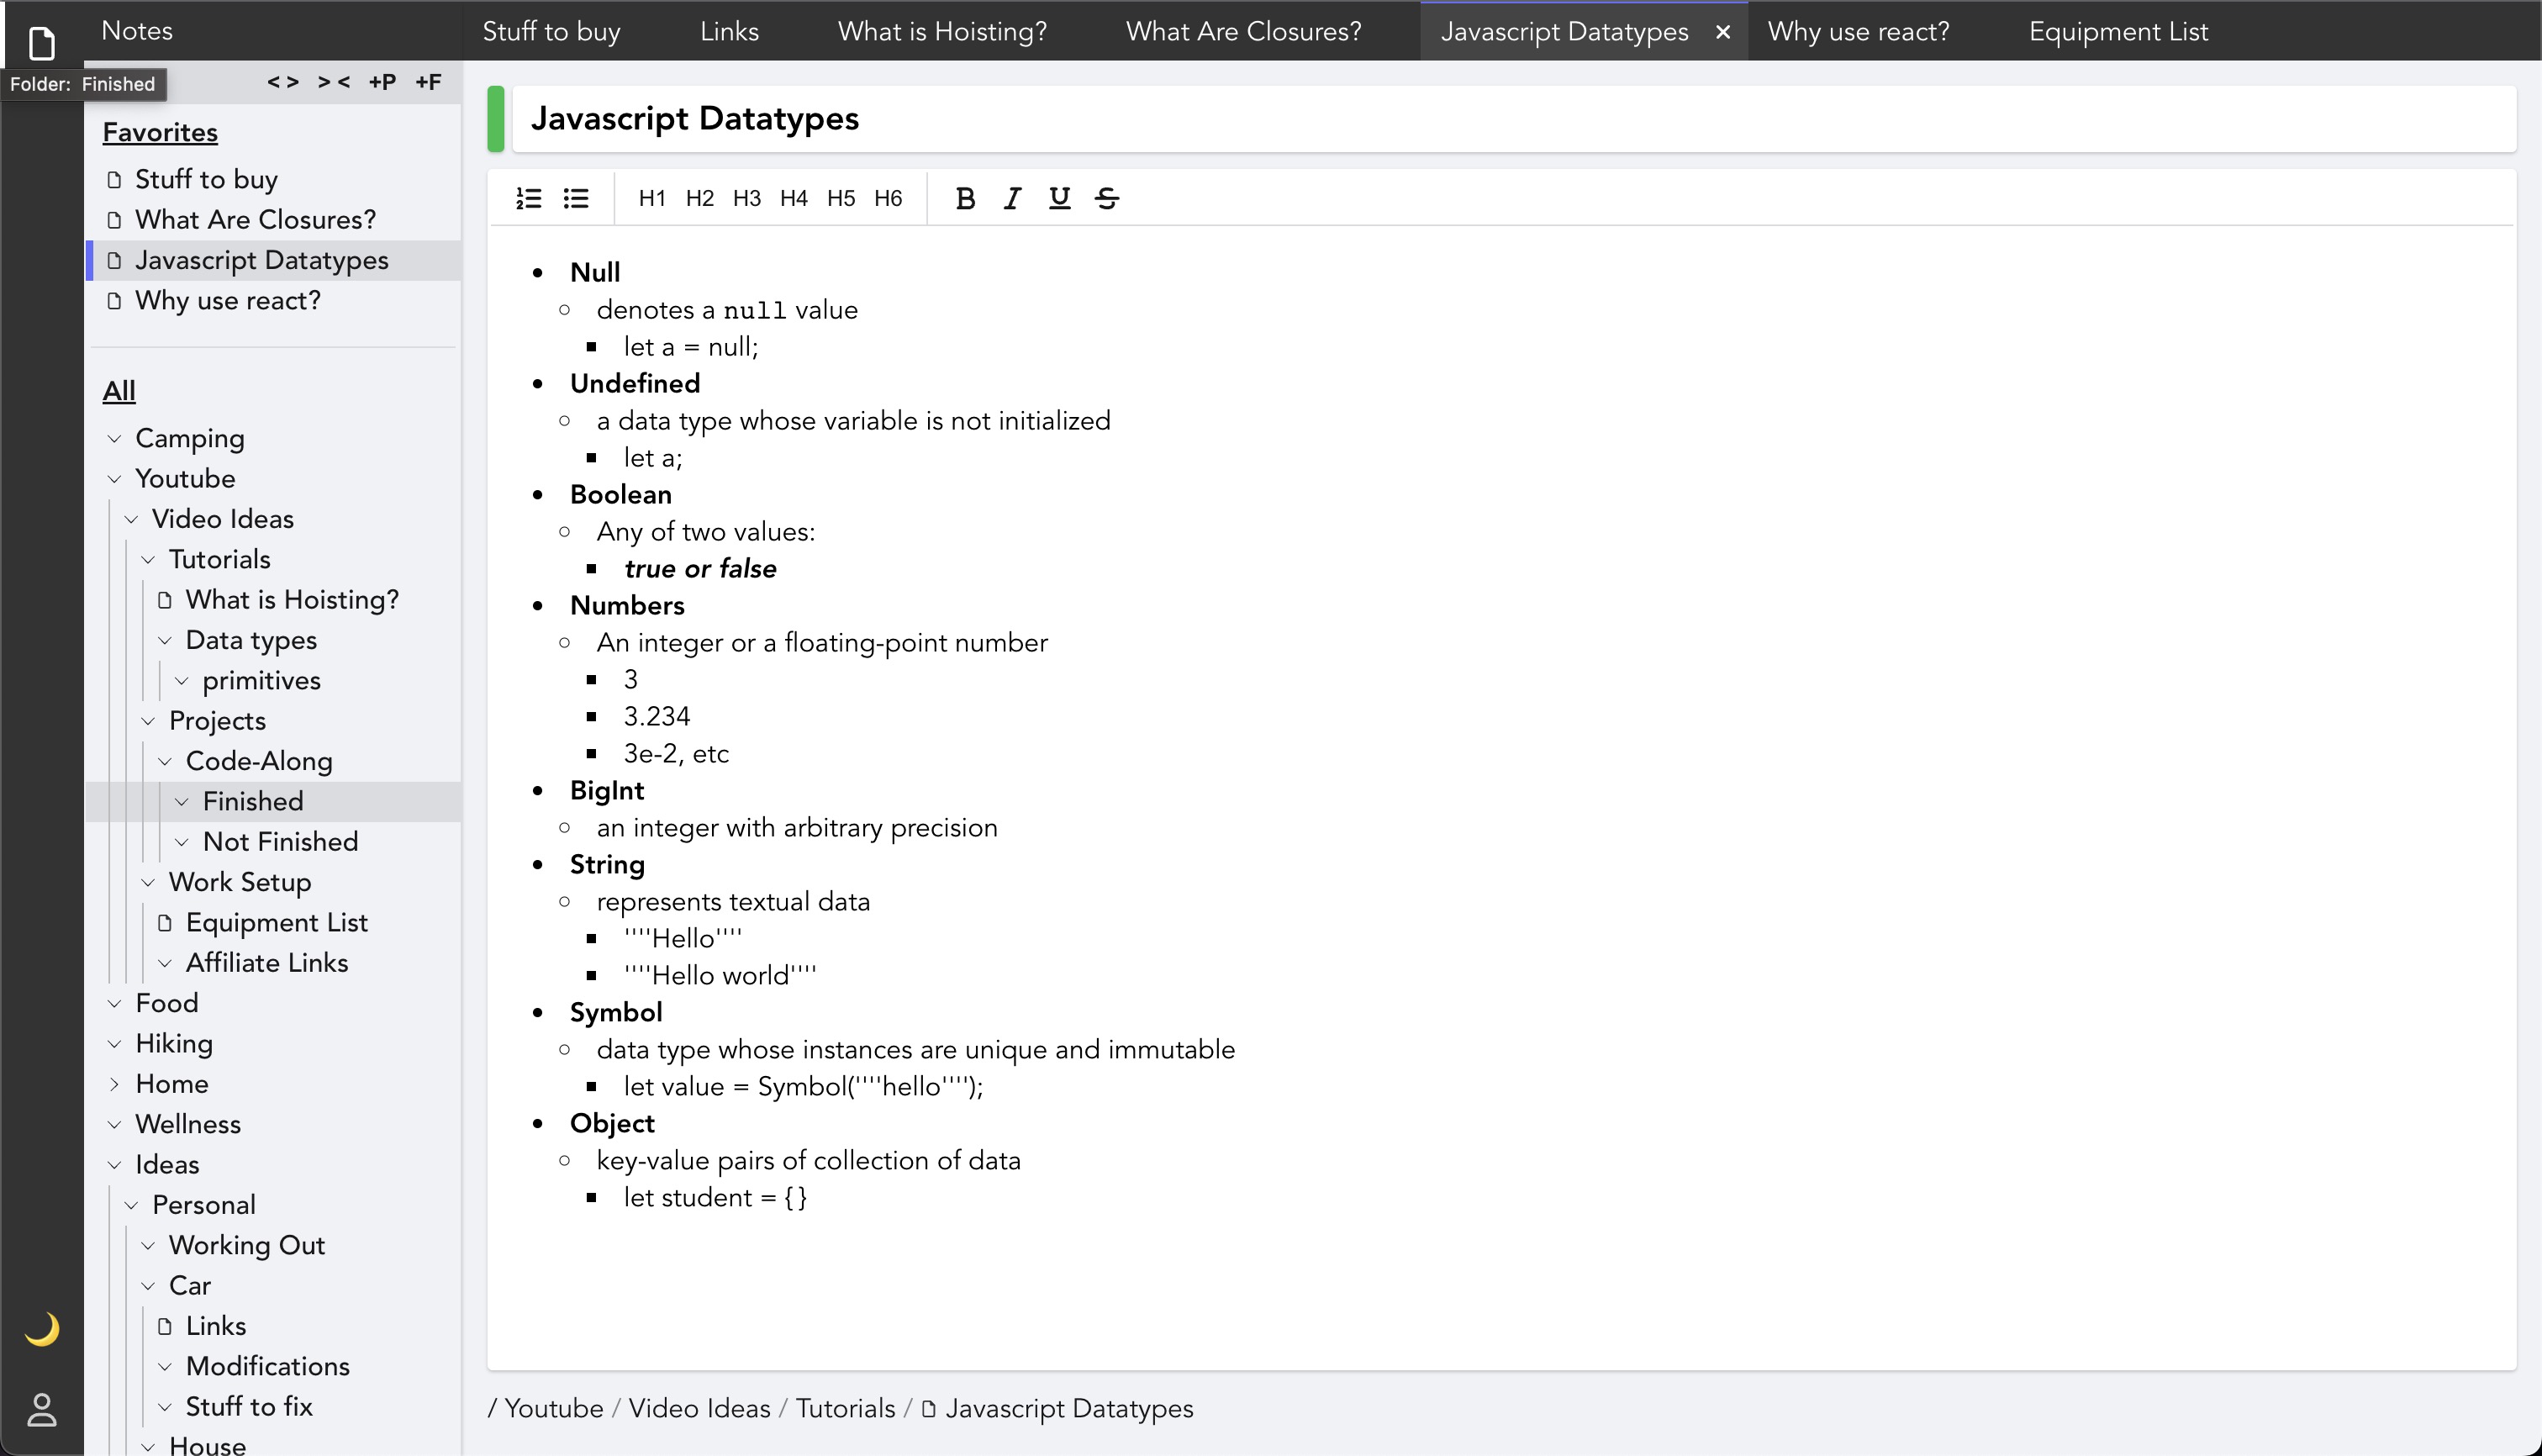 Notes
Stuff to buy
Links
What is Hoisting?
What Are Closures?
Javascript Datatypes ×
Why use react?
Equipment List
Folder: Finished
< > > < +P +F
Favorites
Stuff to buy
What Are Closures?
Javascript Datatypes
Why use react?
All
Camping
Youtube
Video Ideas
Tutorials
What is Hoisting?
Data types
primitives
Projects
Code-Along
Finished
Not Finished
Work Setup
Equipment List
Affiliate Links
Food
Hiking
Home
Wellness
Ideas
Personal
Working Out
Car
Links
Modifications
Stuff to fix
House
Javascript Datatypes
H1 H2 H3 H4 H5 H6 B I U S
Null
denotes a null value
let a = null;
Undefined
a data type whose variable is not initialized
let a;
Boolean
Any of two values:
true or false
Numbers
An integer or a floating-point number
3
3.234
3e-2, etc
BigInt
an integer with arbitrary precision
String
represents textual data
''''Hello''''
''''Hello world''''
Symbol
data type whose instances are unique and immutable
let value = Symbol(''''hello'''');
Object
key-value pairs of collection of data
let student = {}
/ Youtube / Video Ideas / Tutorials / Javascript Datatypes